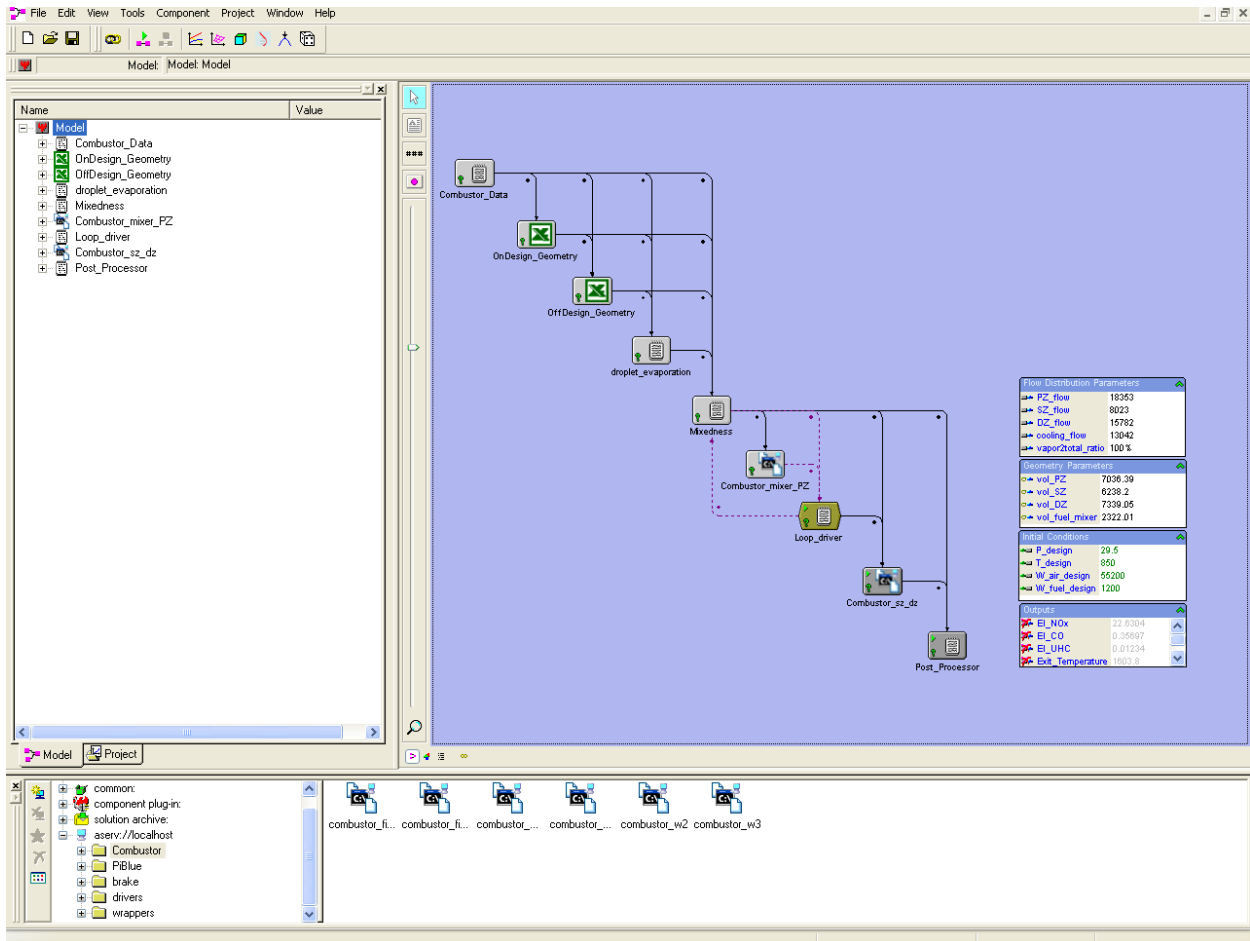 File Edit View Tools Component Project Window Help
Model: Model: Model
Name Value
Model
Combustor_Data
OnDesign_Geometry
OffDesign_Geometry
droplet_evaporation
Mixedness
Combustor_mixer_PZ
Loop_driver
Combustor_sz_dz
Post_Processor
Model Project
###
Combustor_Data
OnDesign_Geometry
OffDesign_Geometry
droplet_evaporation
Mixedness
Combustor_mixer_PZ
Loop_driver
Combustor_sz_dz
Post_Processor
Flow Distribution Parameters
PZ_flow 18353
SZ_flow 8023
DZ_flow 15782
cooling_flow 13042
vapor2total_ratio 100 %
Geometry Parameters
vol_PZ 7036.39
vol_SZ 6238.2
vol_DZ 7339.05
vol_fuel_mixer 2322.01
Initial Conditions
P_design 29.5
T_design 850
W_air_design 55200
W_fuel_design 1200
Outputs
EI_NOx 22.6304
EI_CO 0.35697
EI_UHC 0.01234
Exit_Temperature 1603.8
common:
component plug-in:
solution archive:
aserv://localhost
Combustor
PiBlue
brake
drivers
wrappers
combustor_fi... combustor_fi... combustor_... combustor_... combustor_w2 combustor_w3